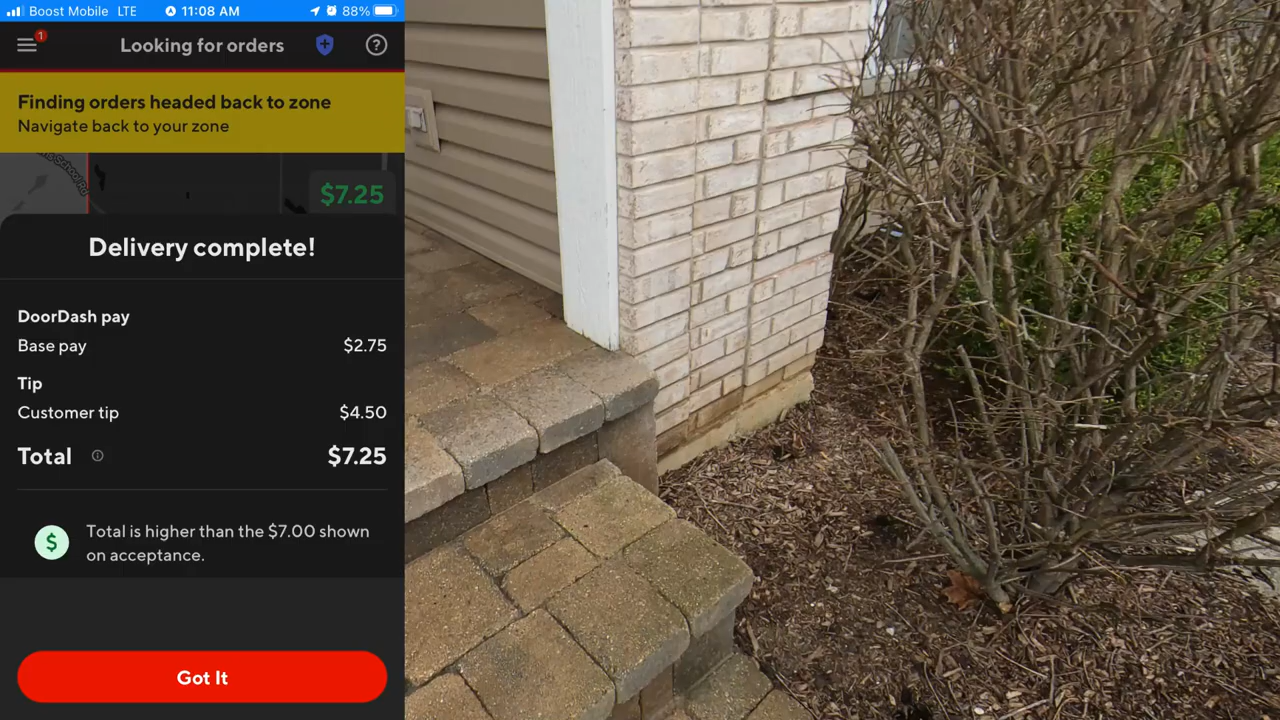 Boost Mobile LTE 11:08 AM 88%
1
Looking for orders
?
Finding orders headed back to zone
Navigate back to your zone
$7.25
Delivery complete!
DoorDash pay
Base pay $2.75
Tip
Customer tip $4.50
Total $7.25
$ Total is higher than the $7.00 shown
on acceptance.
Got It